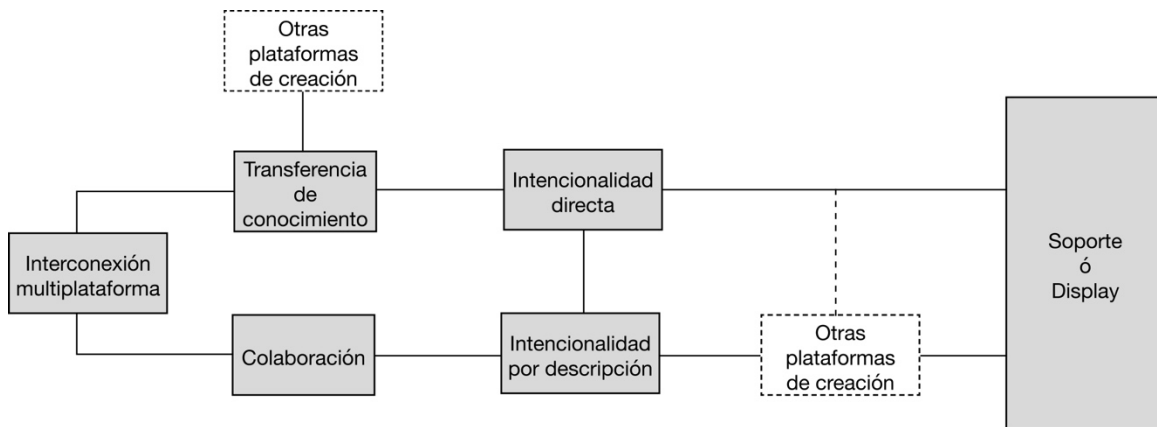 Otras
plataformas
de creación
Transferencia
de
conocimiento
Intencionalidad
directa
Interconexión
multiplataforma
Soporte
ó
Display
Colaboración
Intencionalidad
por descripción
Otras
plataformas
de creación